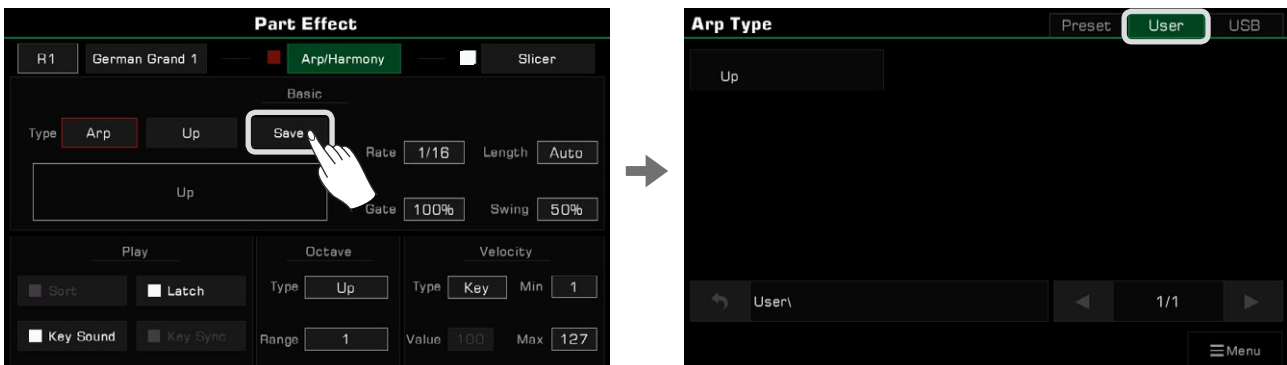 Part Effect
R1 German Grand 1 Arp/Harmony Slicer
Basic
Type Arp Up Save
Rate 1/16 Length Auto
Up
Gate 100% Swing 50%
Play Octave Velocity
Sort Latch Type Up Type Key Min 1
Key Sound Key Sync Range 1 Value 100 Max 127
Arp Type Preset User USB
Up
User\ 1/1
Menu